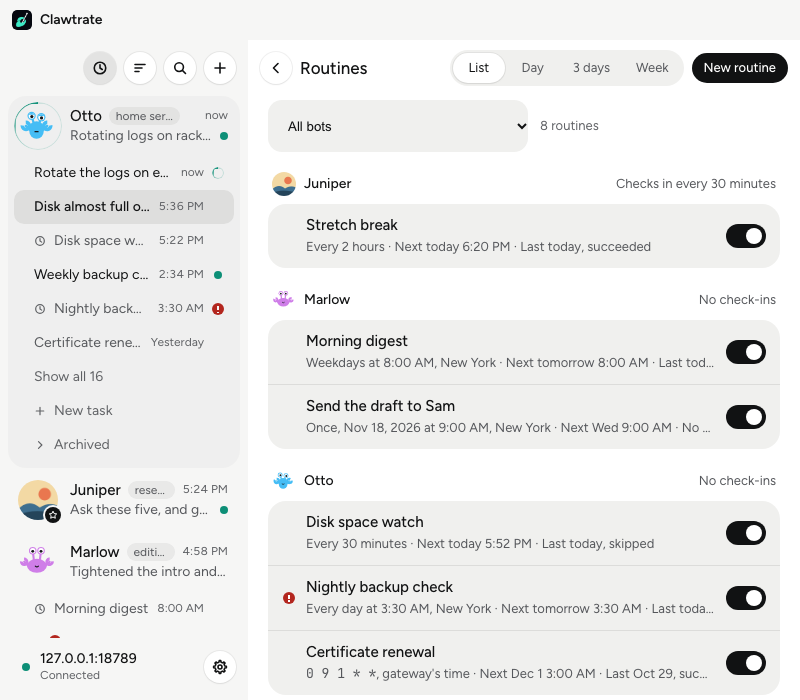 Clawtrate
Otto home ser... now
Rotating logs on rack...
Rotate the logs on e... now
Disk almost full o... 5:36 PM
Disk space w... 5:22 PM
Weekly backup c... 2:34 PM
Nightly back... 3:30 AM
Certificate rene... Yesterday
Show all 16
New task
Archived
Juniper rese... 5:24 PM
Ask these five, and g...
Marlow editi... 4:58 PM
Tightened the intro and...
Morning digest 8:00 AM
127.0.0.1:18789
Connected
Routines
List Day 3 days Week
New routine
All bots
8 routines
Juniper Checks in every 30 minutes
Stretch break
Every 2 hours · Next today 6:20 PM · Last today, succeeded
Marlow No check-ins
Morning digest
Weekdays at 8:00 AM, New York · Next tomorrow 8:00 AM · Last tod...
Send the draft to Sam
Once, Nov 18, 2026 at 9:00 AM, New York · Next Wed 9:00 AM · No ...
Otto No check-ins
Disk space watch
Every 30 minutes · Next today 5:52 PM · Last today, skipped
Nightly backup check
Every day at 3:30 AM, New York · Next tomorrow 3:30 AM · Last toda...
Certificate renewal
0 9 1 * *, gateway's time · Next Dec 1 3:00 AM · Last Oct 29, suc...